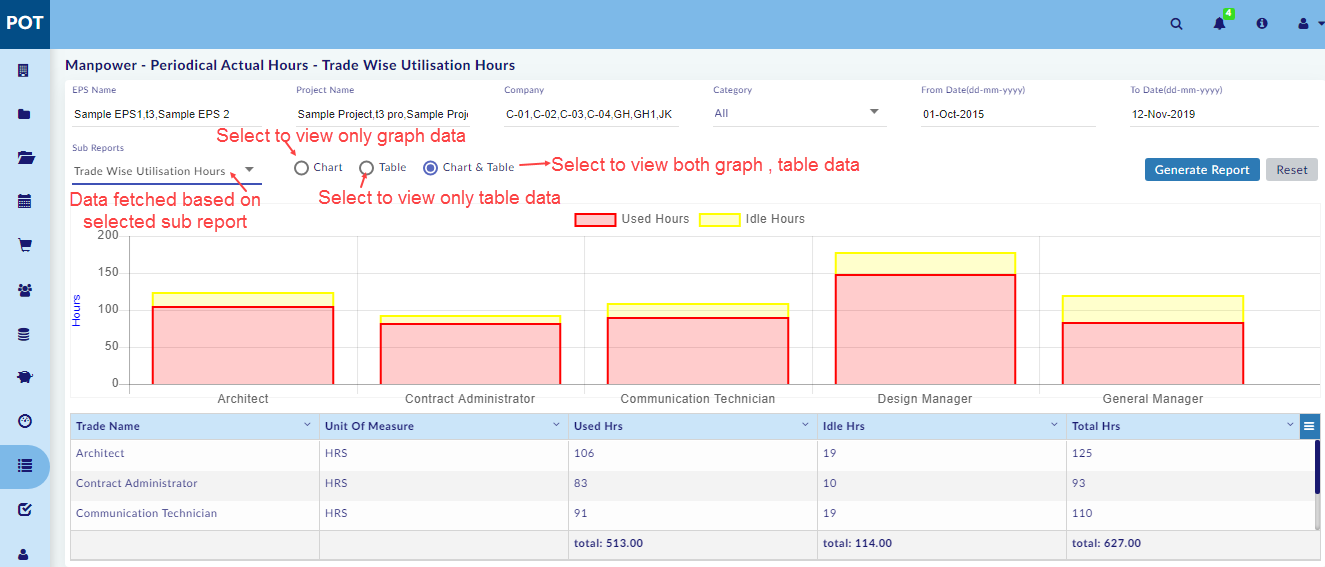 POT
4
Manpower - Periodical Actual Hours - Trade Wise Utilisation Hours
EPS Name
Project Name
Company
Category
From Date(dd-mm-yyyy)
To Date(dd-mm-yyyy)
Sample EPS1,t3,Sample EPS 2
Sample Project,t3 pro,Sample Proj
C-01,C-02,C-03,C-04,GH,GH1,JK
All
01-Oct-2015
12-Nov-2019
Select to view only graph data
Sub Reports
Trade Wise Utilisation Hours
Chart
Table
Chart & Table
Select to view both graph , table data
Generate Report
Reset
Data fetched based on
selected sub report
Select to view only table data
Used Hours
Idle Hours
200
150
100
50
0
Hours
Architect
Contract Administrator
Communication Technician
Design Manager
General Manager
Trade Name
Unit Of Measure
Used Hrs
Idle Hrs
Total Hrs
Architect
HRS
106
19
125
Contract Administrator
HRS
83
10
93
Communication Technician
HRS
91
19
110
total: 513.00
total: 114.00
total: 627.00